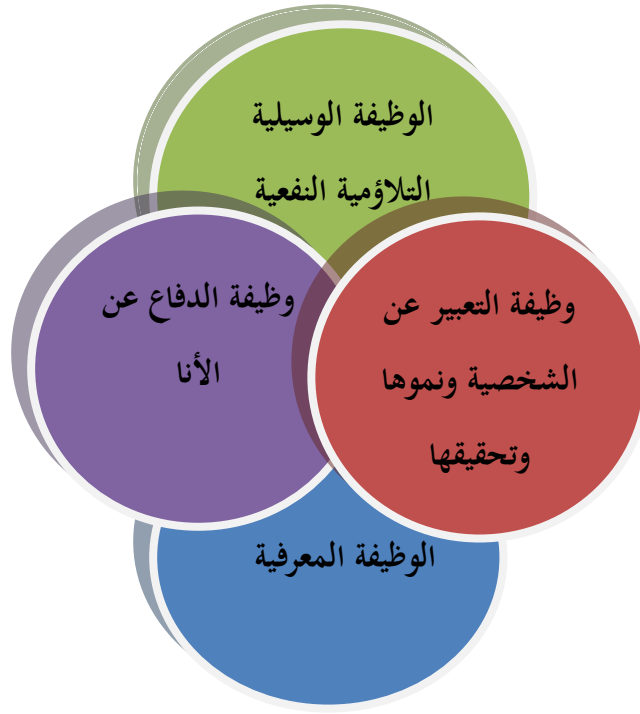 الوظيفة الوسيلية
التلاؤمية النفعية
وظيفة التعبير عن
الشخصية ونموها
وتحقيقها
وظيفة الدفاع عن
الأنا
الوظيفة المعرفية